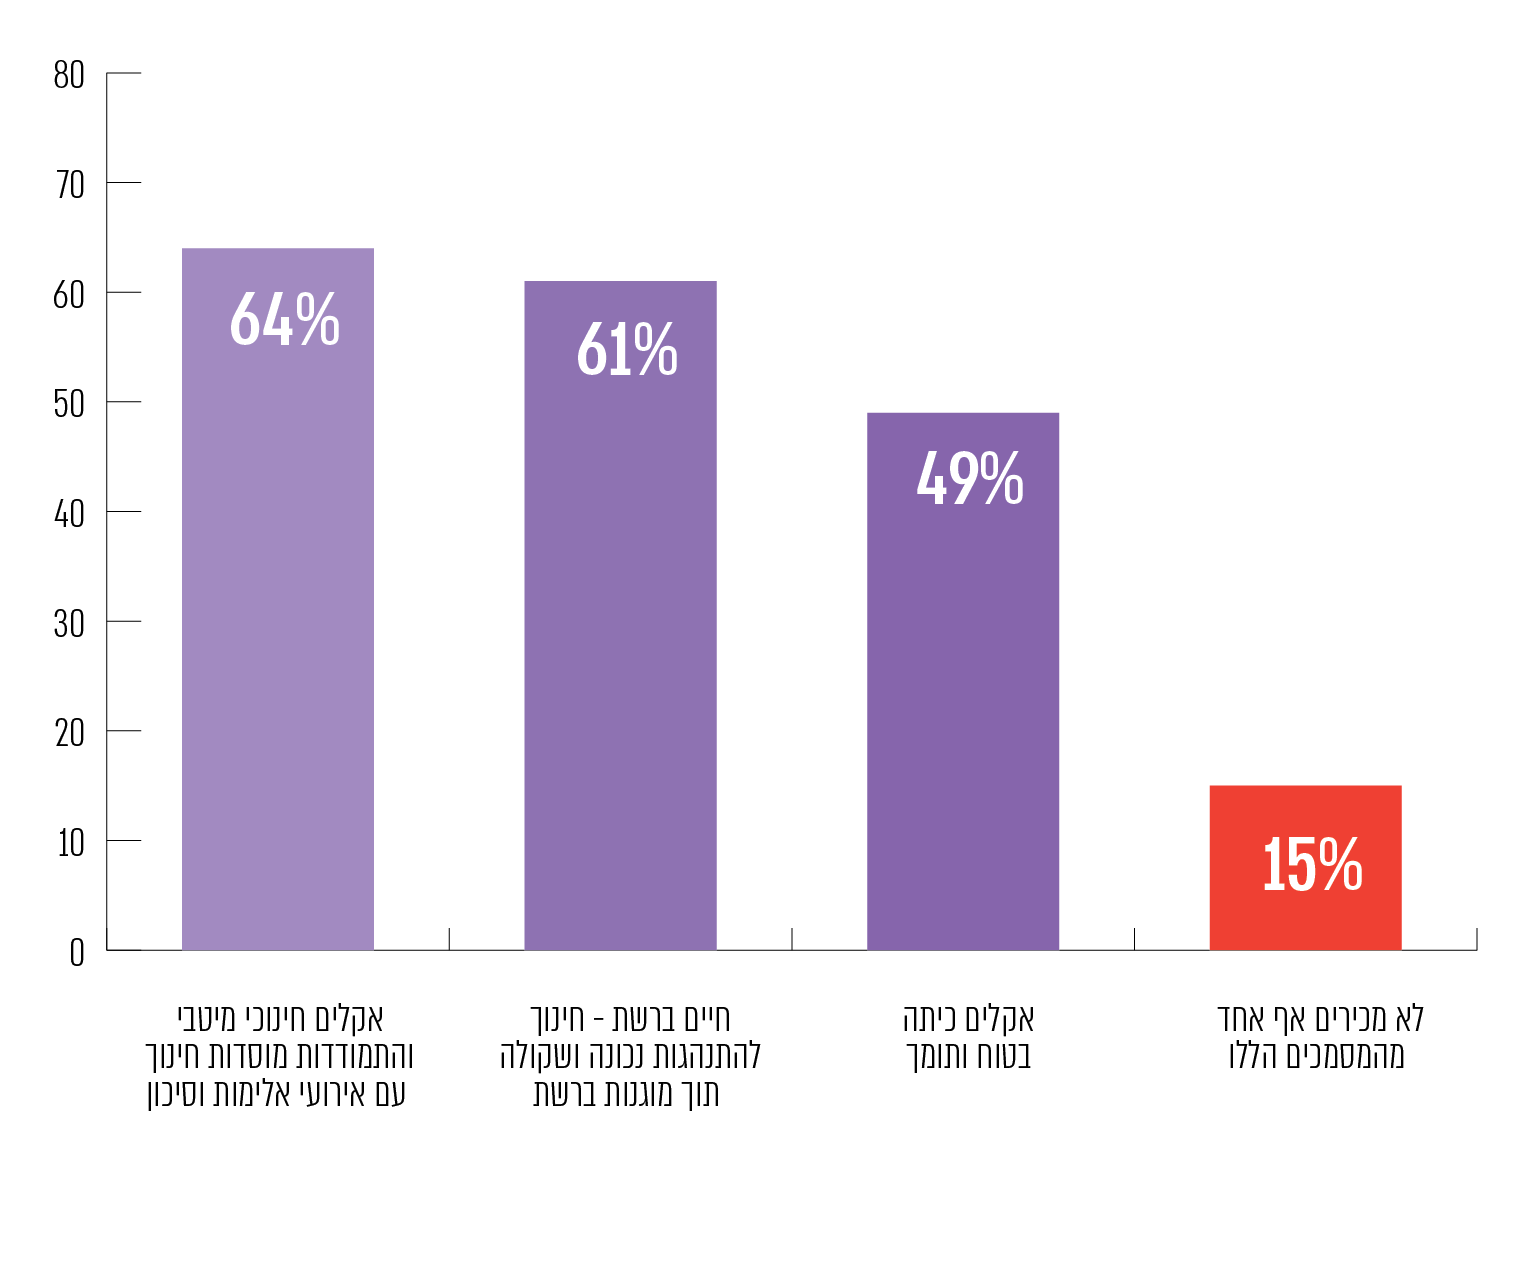 80
70
60
50
40
30
20
10
0
64%
61%
49%
15%
אקלים חינוכי מיטבי
והתמודדות מוסדות חינוך
עם אירועי אלימות וסיכון
חיים ברשת - חינוך
להתנהגות נכונה ושקולה
תוך מוגנות ברשת
אקלים כיתה
בטוח ותומך
לא מכירים אף אחד
מהמסמכים הללו